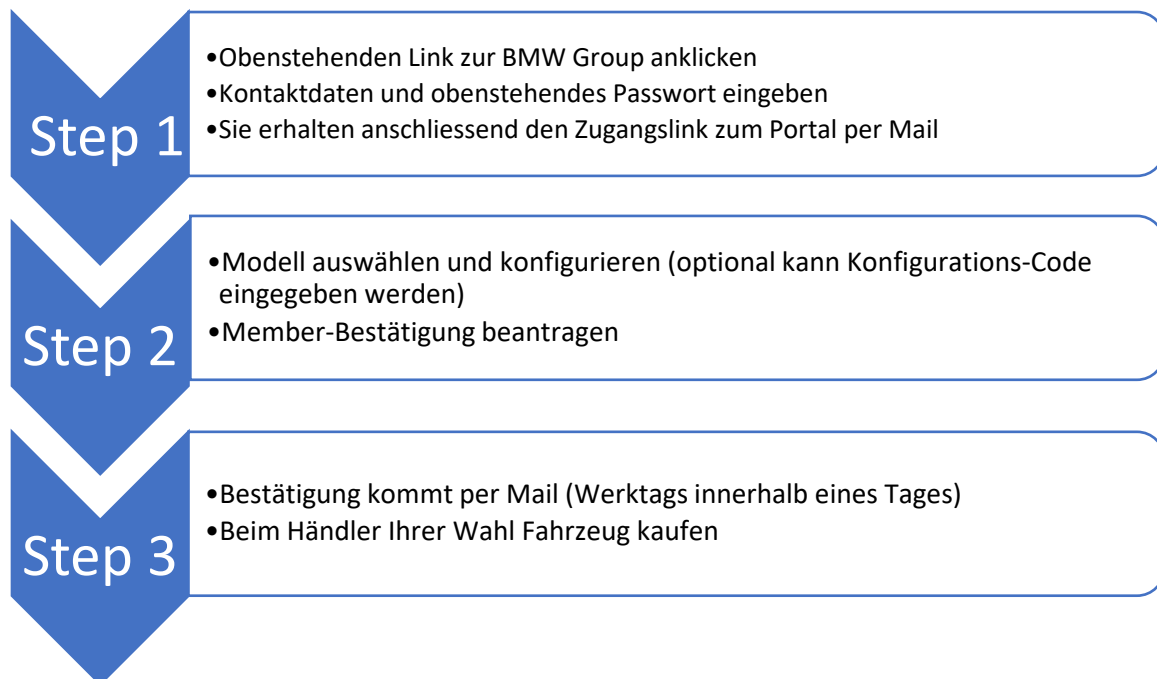 Step 1
•Obenstehenden Link zur BMW Group anklicken
•Kontaktdaten und obenstehendes Passwort eingeben
•Sie erhalten anschliessend den Zugangslink zum Portal per Mail
Step 2
•Modell auswählen und konfigurieren (optional kann Konfigurations-Code
eingegeben werden)
•Member-Bestätigung beantragen
Step 3
•Bestätigung kommt per Mail (Werktags innerhalb eines Tages)
•Beim Händler Ihrer Wahl Fahrzeug kaufen